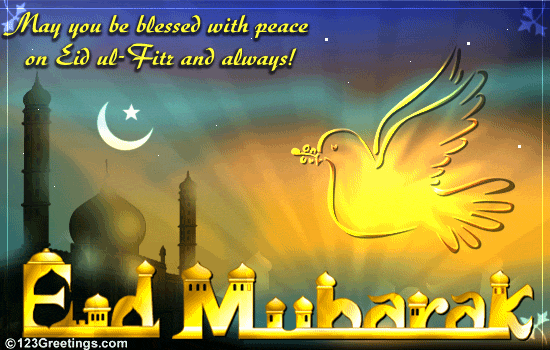 May you be blessed with peace
on Eid ul-Fitr and always!
Eid Mubarak
©123Greetings.com